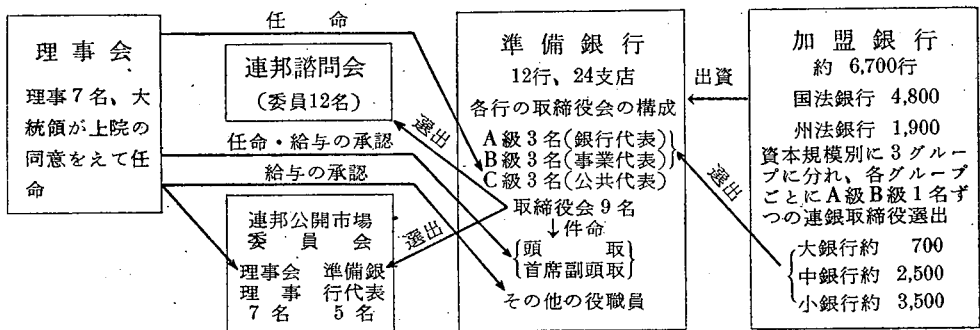 理事会
理事7名、大
統領が上院の
同意をえて任
命
任命
連邦諮問会
(委員12名)
選出
任命・給与の承認
給与の承認
連邦公開市場
委員会
選出
理事会 準備銀
理事 行代表
7名 5名
準備銀行
12行、24支店
各行の取締役会の構成
A級3名(銀行代表)
B級3名(事業代表)
C級3名(公共代表)
取締役会9名
↓件命
頭取
首席副頭取
その他の役職員
出資
選出
加盟銀行
約 6,700行
国法銀行 4,800
州法銀行 1,900
資本規模別に3グルー
プに分れ、各グループ
ごとにA級B級1名ず
つの連銀取締役選出
大銀行約 700
中銀行約 2,500
小銀行約 3,500